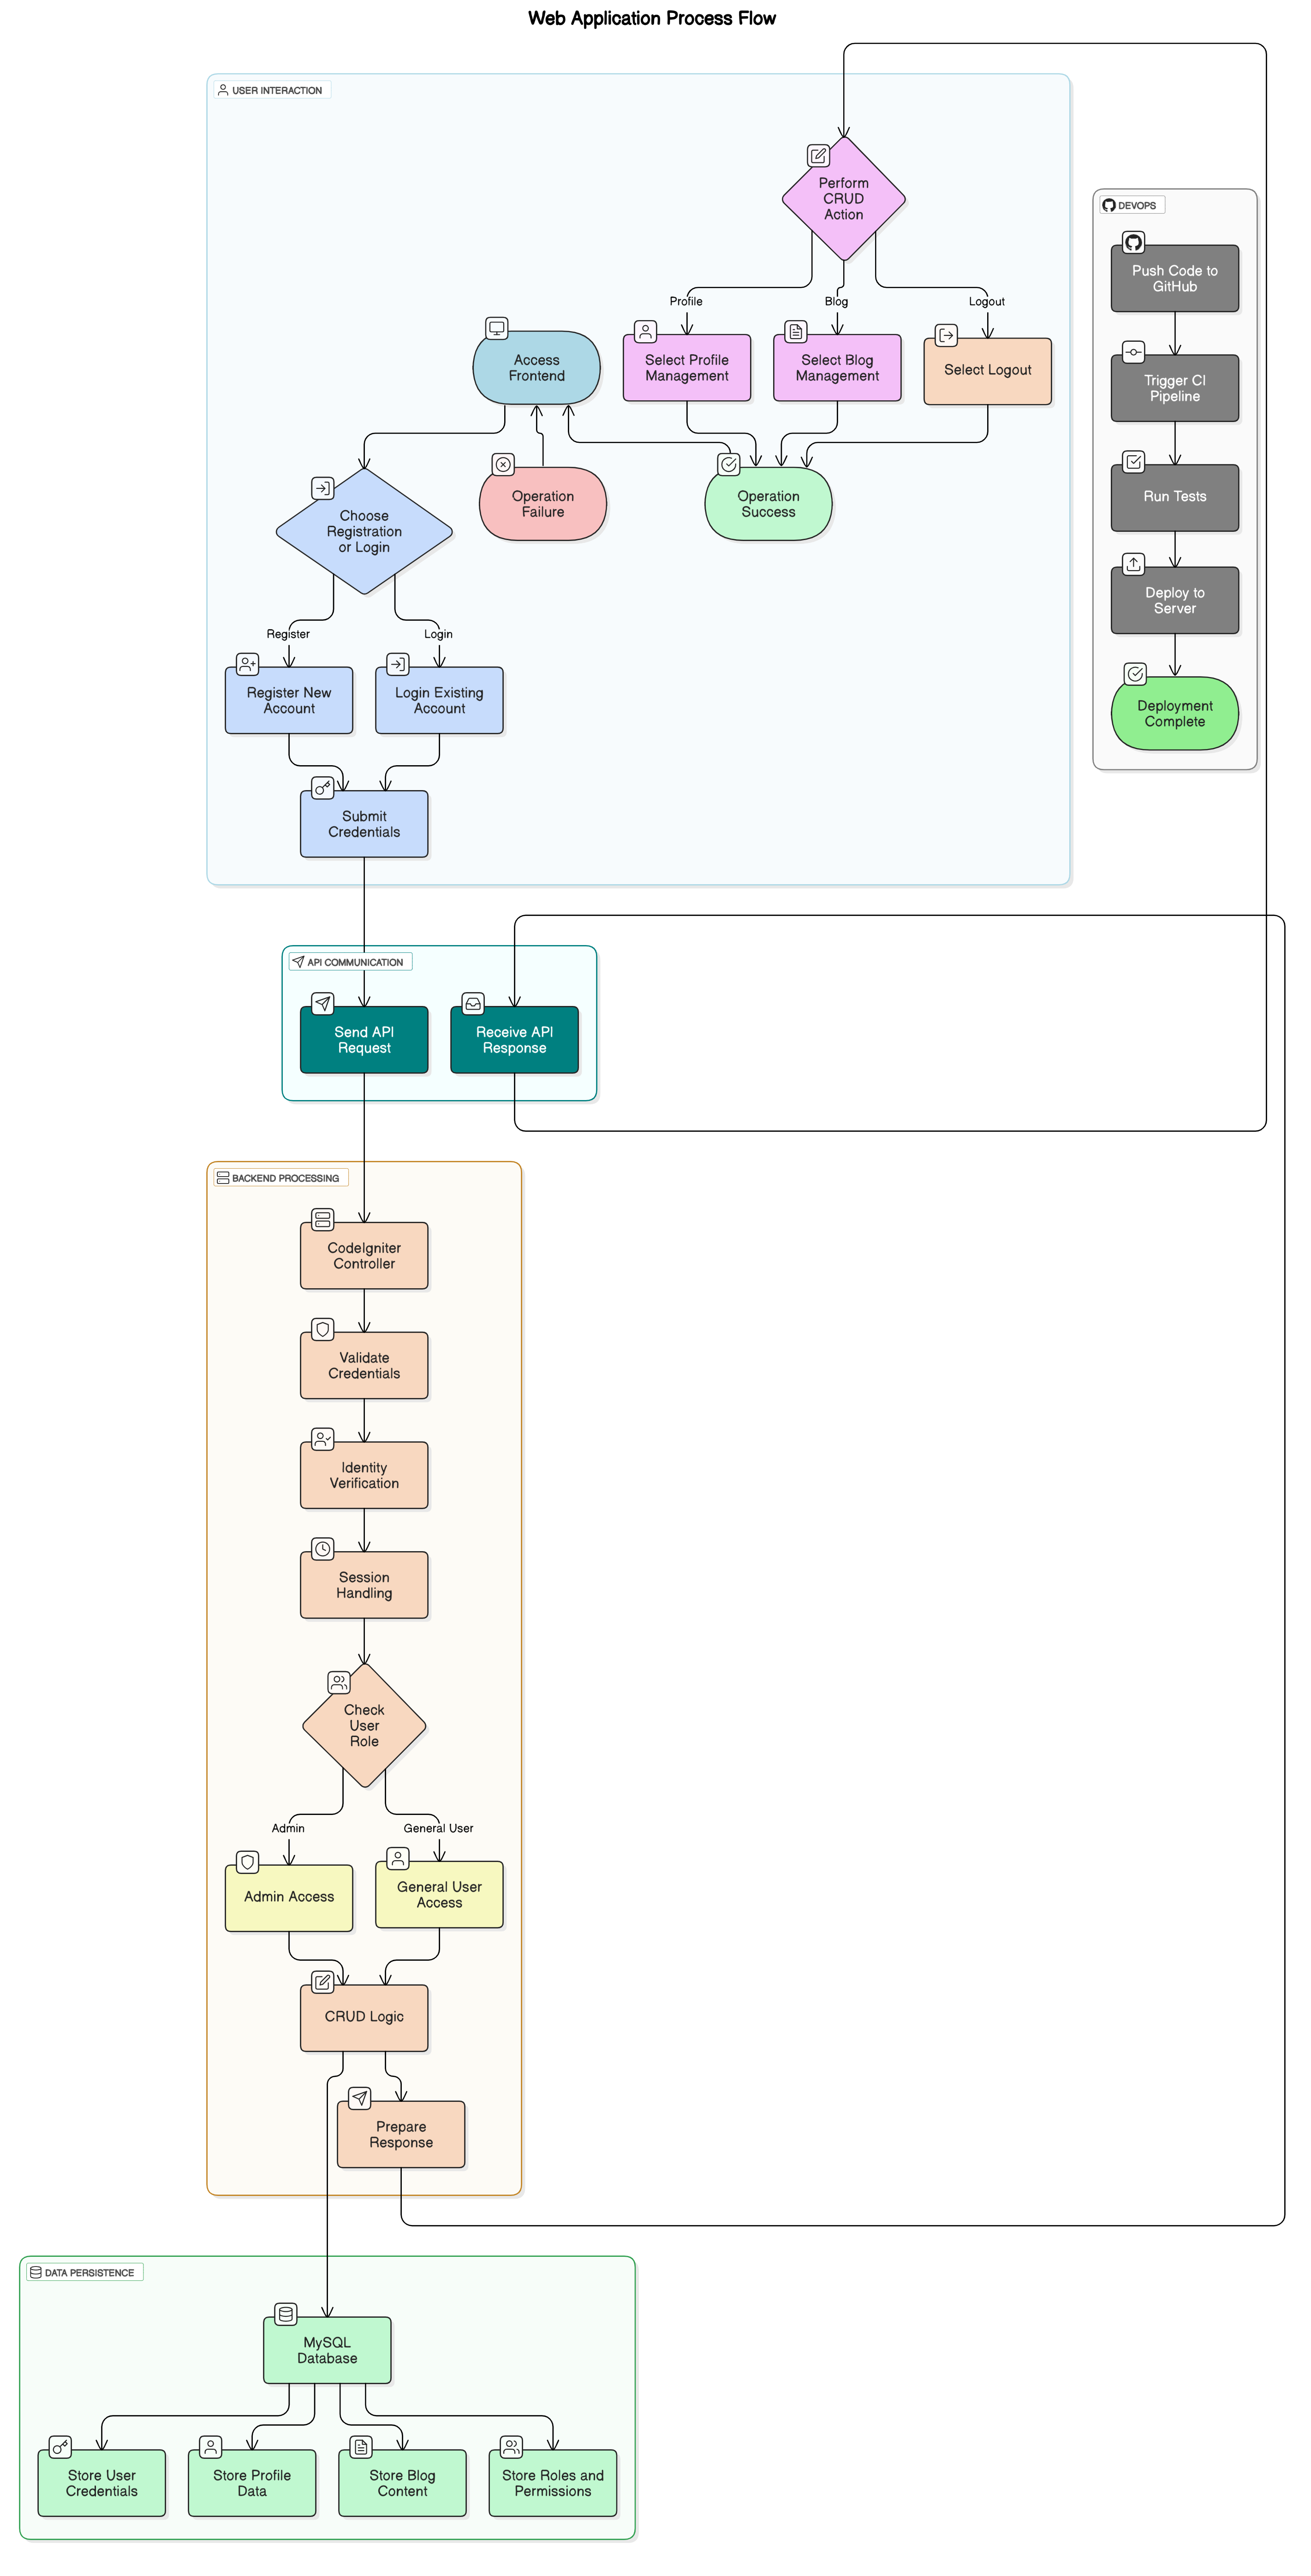 Web Application Process Flow
USER INTERACTION
Perform
CRUD
Action
Profile
Blog
Logout
Access
Frontend
Select Profile
Management
Select Blog
Management
Select Logout
Choose
Registration
or Login
Operation
Failure
Operation
Success
Register
Login
Register New
Account
Login Existing
Account
Submit
Credentials
DEVOPS
Push Code to
GitHub
Trigger CI
Pipeline
Run Tests
Deploy to
Server
Deployment
Complete
API COMMUNICATION
Send API
Request
Receive API
Response
BACKEND PROCESSING
CodeIgniter
Controller
Validate
Credentials
Identity
Verification
Session
Handling
Check
User
Role
Admin
General User
Admin Access
General User
Access
CRUD Logic
Prepare
Response
DATA PERSISTENCE
MySQL
Database
Store User
Credentials
Store Profile
Data
Store Blog
Content
Store Roles and
Permissions